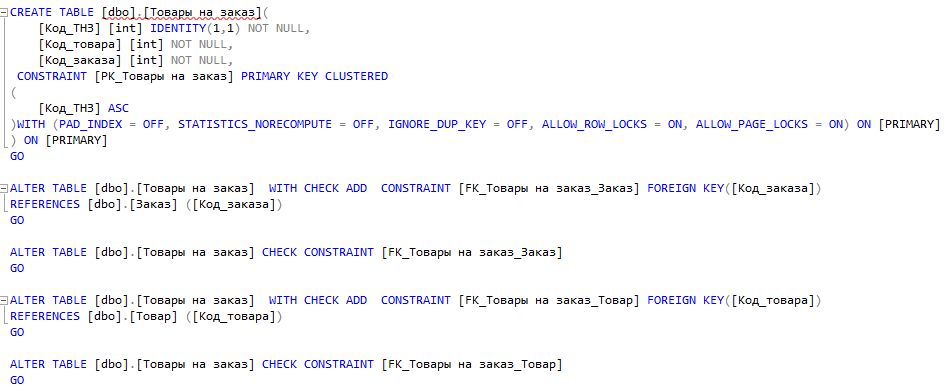 CREATE TABLE [dbo].[Товары на заказ](
[Код_ТНЗ] [int] IDENTITY(1,1) NOT NULL,
[Код_товара] [int] NOT NULL,
[Код_заказа] [int] NOT NULL,
CONSTRAINT [PK_Товары на заказ] PRIMARY KEY CLUSTERED
(
[Код_ТНЗ] ASC
)WITH (PAD_INDEX = OFF, STATISTICS_NORECOMPUTE = OFF, IGNORE_DUP_KEY = OFF, ALLOW_ROW_LOCKS = ON, ALLOW_PAGE_LOCKS = ON) ON [PRIMARY]
) ON [PRIMARY]
GO
ALTER TABLE [dbo].[Товары на заказ]  WITH CHECK ADD  CONSTRAINT [FK_Товары на заказ_Заказ] FOREIGN KEY([Код_заказа])
REFERENCES [dbo].[Заказ] ([Код_заказа])
GO
ALTER TABLE [dbo].[Товары на заказ] CHECK CONSTRAINT [FK_Товары на заказ_Заказ]
GO
ALTER TABLE [dbo].[Товары на заказ]  WITH CHECK ADD  CONSTRAINT [FK_Товары на заказ_Товар] FOREIGN KEY([Код_товара])
REFERENCES [dbo].[Товар] ([Код_товара])
GO
ALTER TABLE [dbo].[Товары на заказ] CHECK CONSTRAINT [FK_Товары на заказ_Товар]
GO